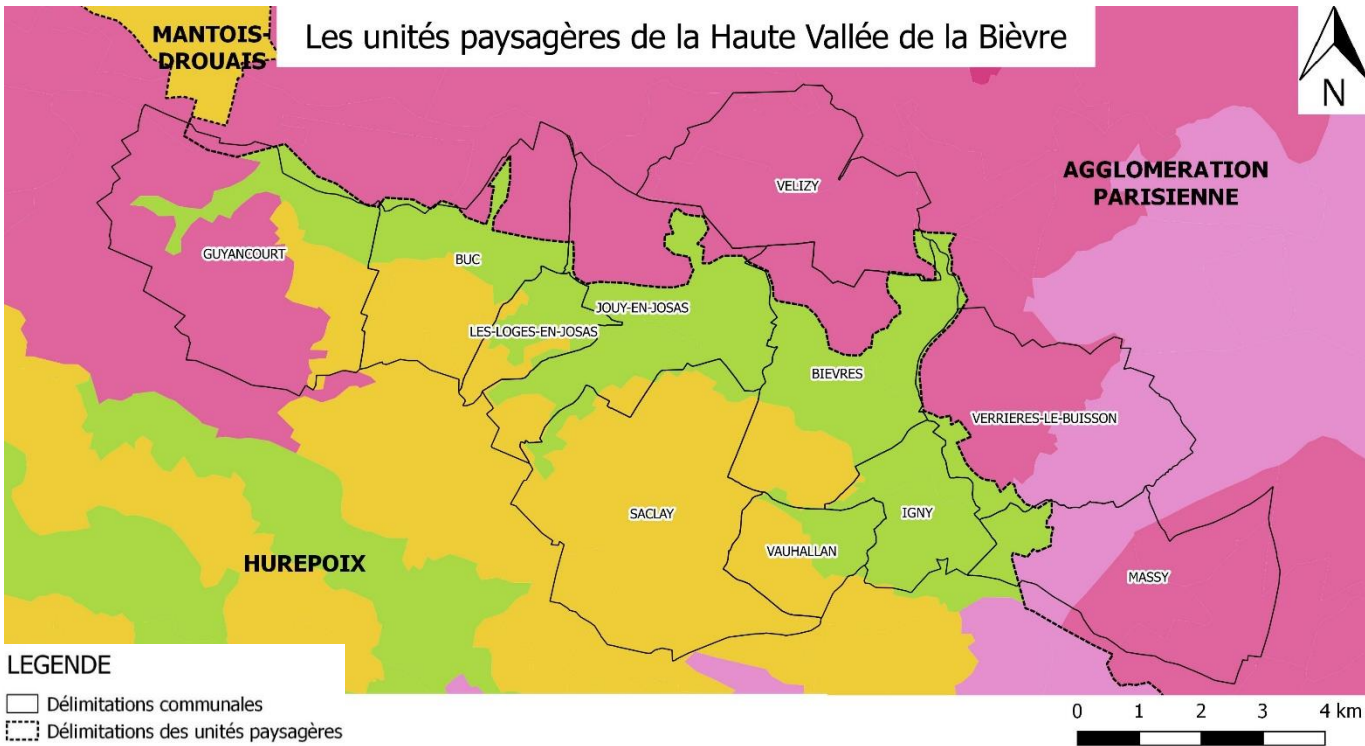 Les unités paysagères de la Haute Vallée de la Bièvre
MANTOIS-
DROUAIS
N
AGGLOMERATION
PARISIENNE
VELIZY
GUYANCOURT
BUC
JOUY-EN-JOSAS
LES-LOGES-EN-JOSAS
BIEVRES
VERRIERES-LE-BUISSON
SACLAY
IGNY
VAUHALLAN
HUREPOIX
MASSY
LEGENDE
Délimitations communales
Délimitations des unités paysagères
0 1 2 3 4 km